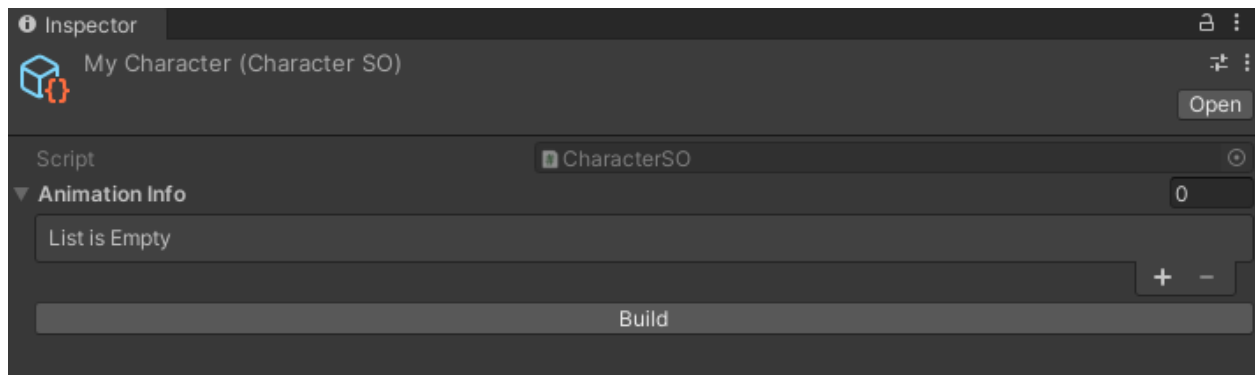 Inspector
My Character (Character SO)
Open
Script CharacterSO
Animation Info 0
List is Empty
+ −
Build